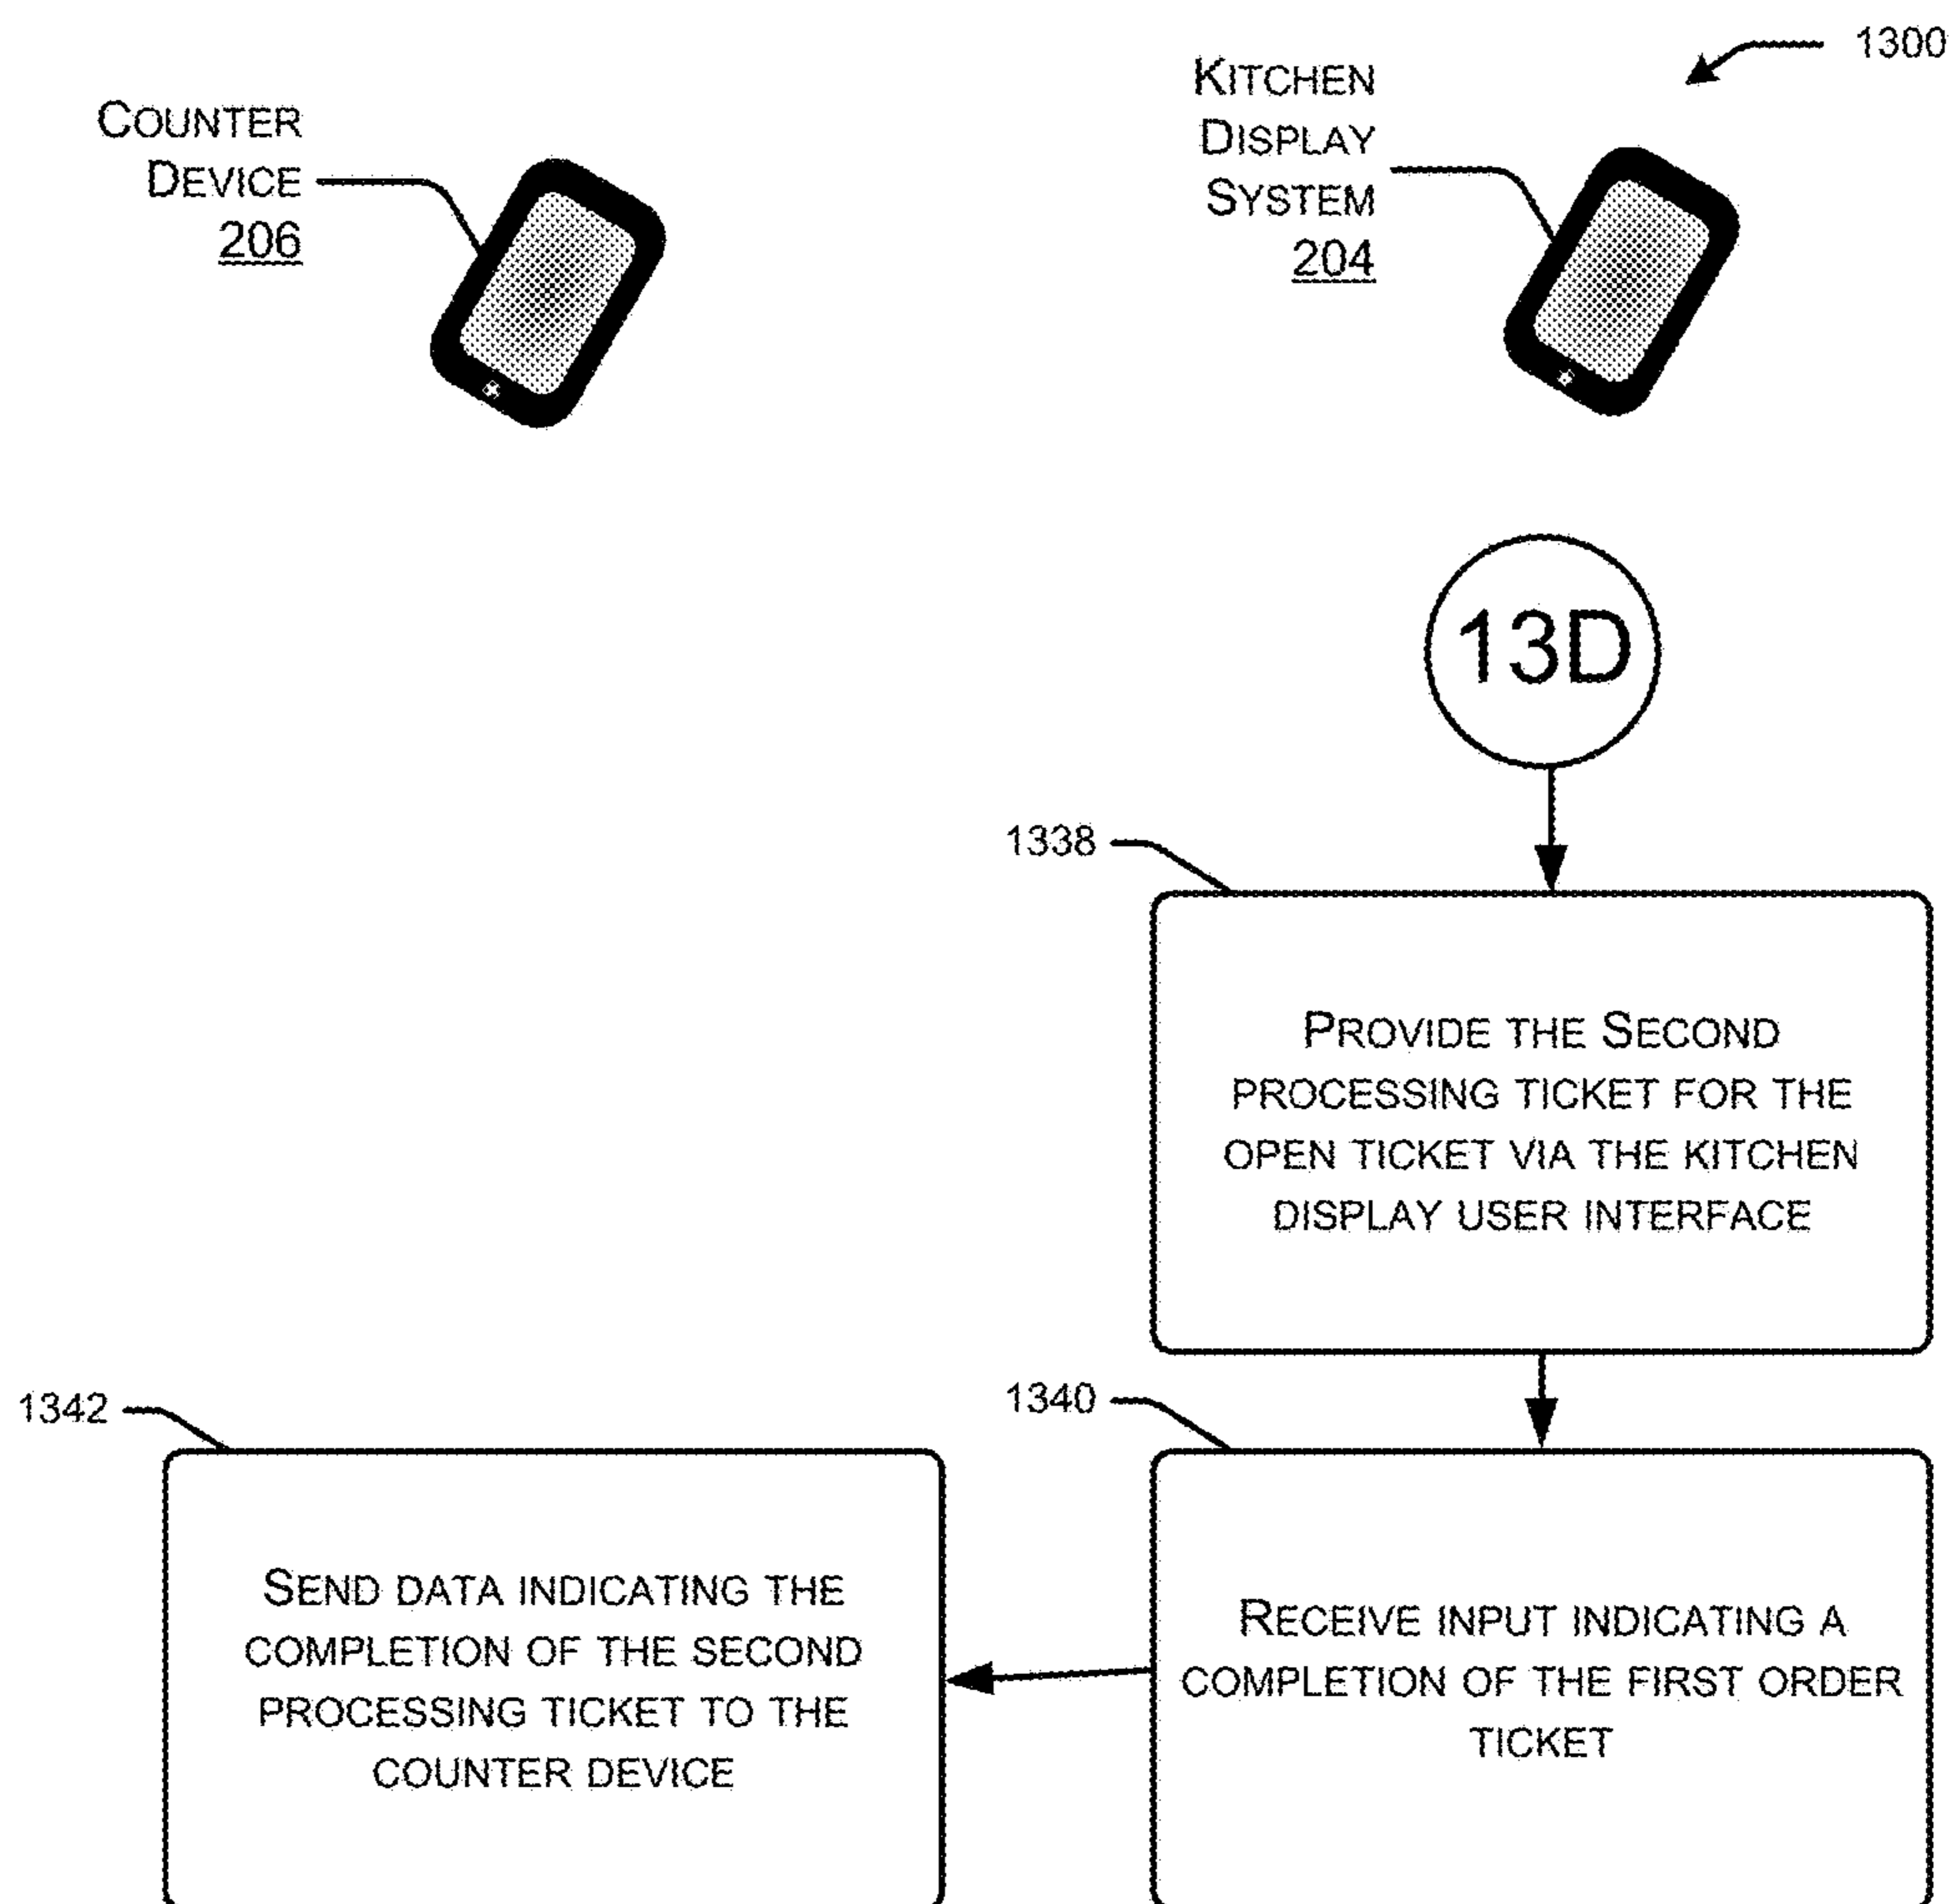 1300
COUNTER
DEVICE
206
KITCHEN
DISPLAY
SYSTEM
204
13D
1338
PROVIDE THE SECOND
PROCESSING TICKET FOR THE
OPEN TICKET VIA THE KITCHEN
DISPLAY USER INTERFACE
1340
RECEIVE INPUT INDICATING A
COMPLETION OF THE FIRST ORDER
TICKET
1342
SEND DATA INDICATING THE
COMPLETION OF THE SECOND
PROCESSING TICKET TO THE
COUNTER DEVICE